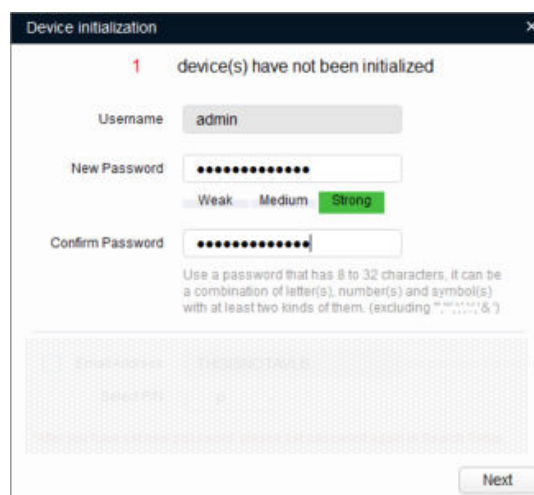 Device initialization
1 device(s) have not been initialized
Username admin
New Password •••••••••••••
Weak Medium Strong
Confirm Password •••••••••••••
Use a password that has 8 to 32 characters, it can be
a combination of letter(s), number(s) and symbol(s)
with at least two kinds of them. (excluding
Email Address
Next